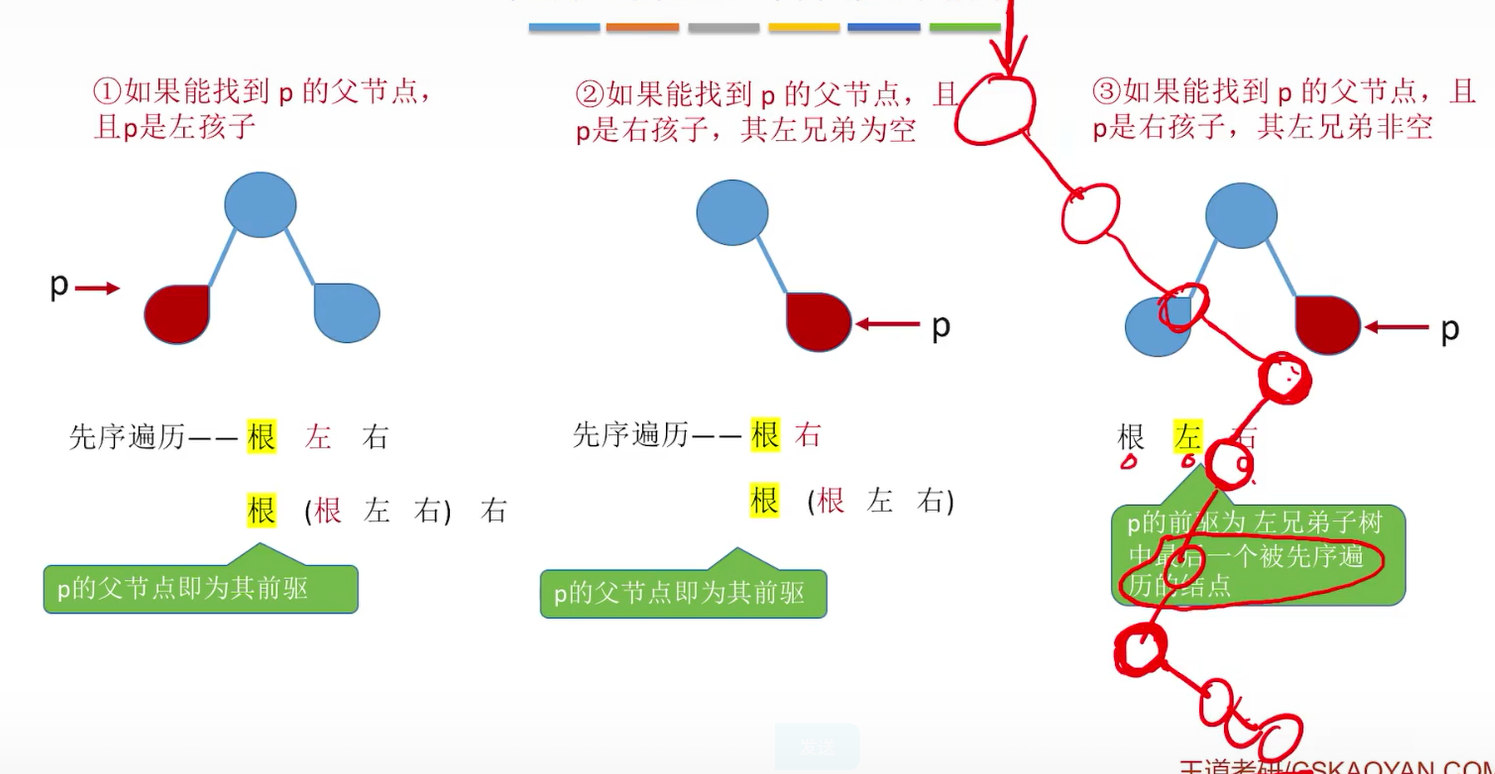 ①如果能找到 p 的父节点，
且p是左孩子
p
先序遍历—— 根 左 右
根 (根 左 右) 右
p的父节点即为其前驱
②如果能找到 p 的父节点，且
p是右孩子，其左兄弟为空
p
先序遍历—— 根 右
根 (根 左 右)
p的父节点即为其前驱
③如果能找到 p 的父节点，且
p是右孩子，其左兄弟非空
p
根 左 右
p的前驱为 左兄弟子树
中最后一个被先序遍
历的结点
发送
王道考研/CSKAOYAN.COM